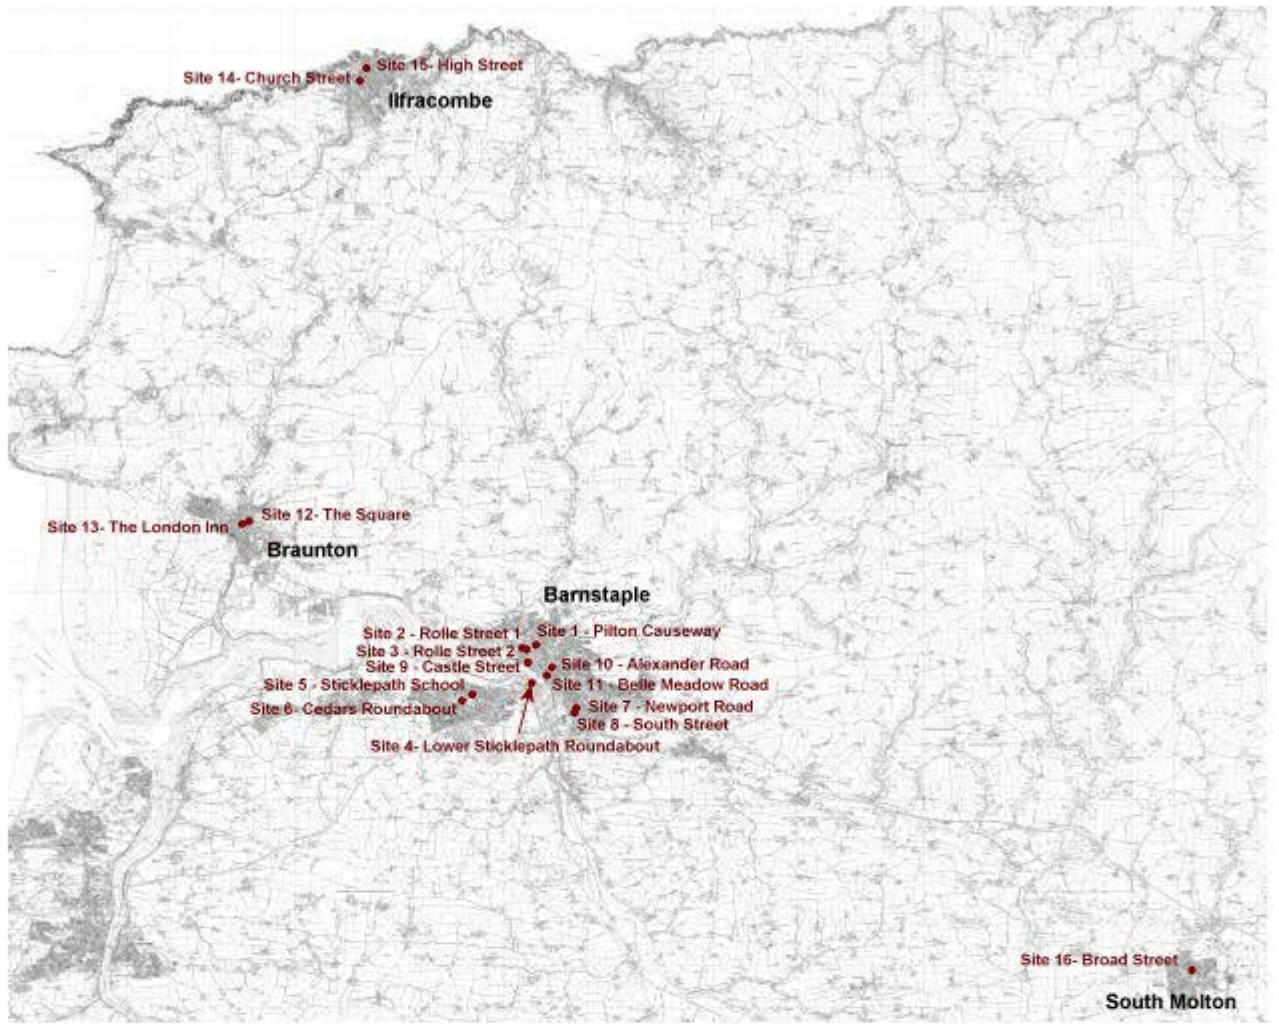 Site 15- High Street
Site 14- Church Street
Ilfracombe
Site 12- The Square
Site 13- The London Inn
Braunton
Barnstaple
Site 2 - Rolle Street 1
Site 1 - Pilton Causeway
Site 3 - Rolle Street 2
Site 9 - Castle Street
Site 10 - Alexander Road
Site 5 - Sticklepath School
Site 11 - Belle Meadow Road
Site 6- Cedars Roundabout
Site 7 - Newport Road
Site 8 - South Street
Site 4- Lower Sticklepath Roundabout
Site 16- Broad Street
South Molton